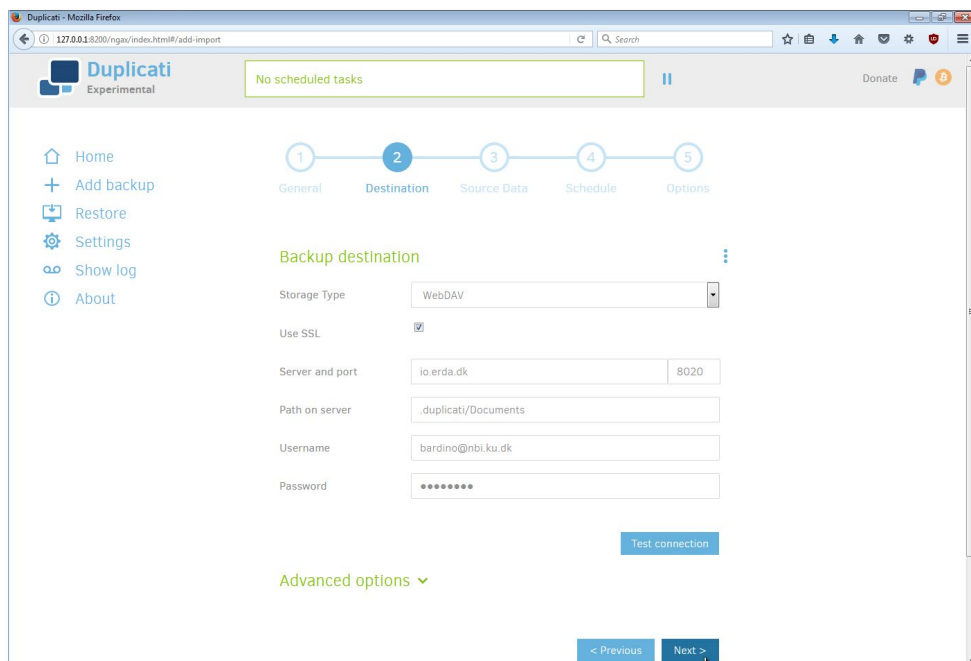 Duplicati - Mozilla Firefox
127.0.0.1:8200/ngax/index.html#/add-import
Search
Duplicati
Experimental
No scheduled tasks
Donate
Home
Add backup
Restore
Settings
Show log
About
1 2 3 4 5
General Destination Source Data Schedule Options
Backup destination
Storage Type WebDAV
Use SSL
Server and port io.erda.dk 8020
Path on server .duplicati/Documents
Username bardino@nbi.ku.dk
Password ●●●●●●●●
Test connection
Advanced options
< Previous Next >